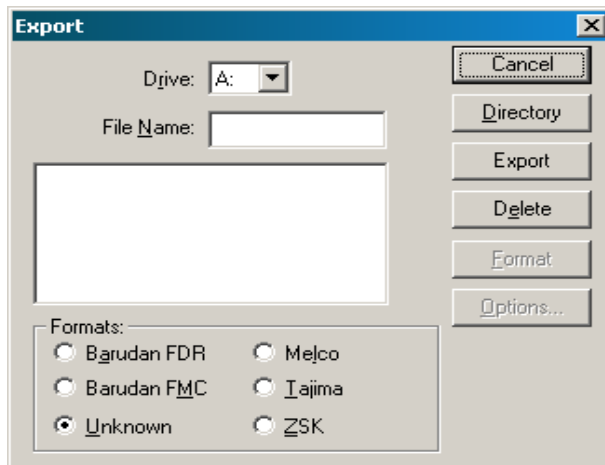 Export
Drive: A:
File Name:
Cancel
Directory
Export
Delete
Format
Options...
Formats:
Barudan FDR
Melco
Barudan FMC
Tajima
Unknown
ZSK